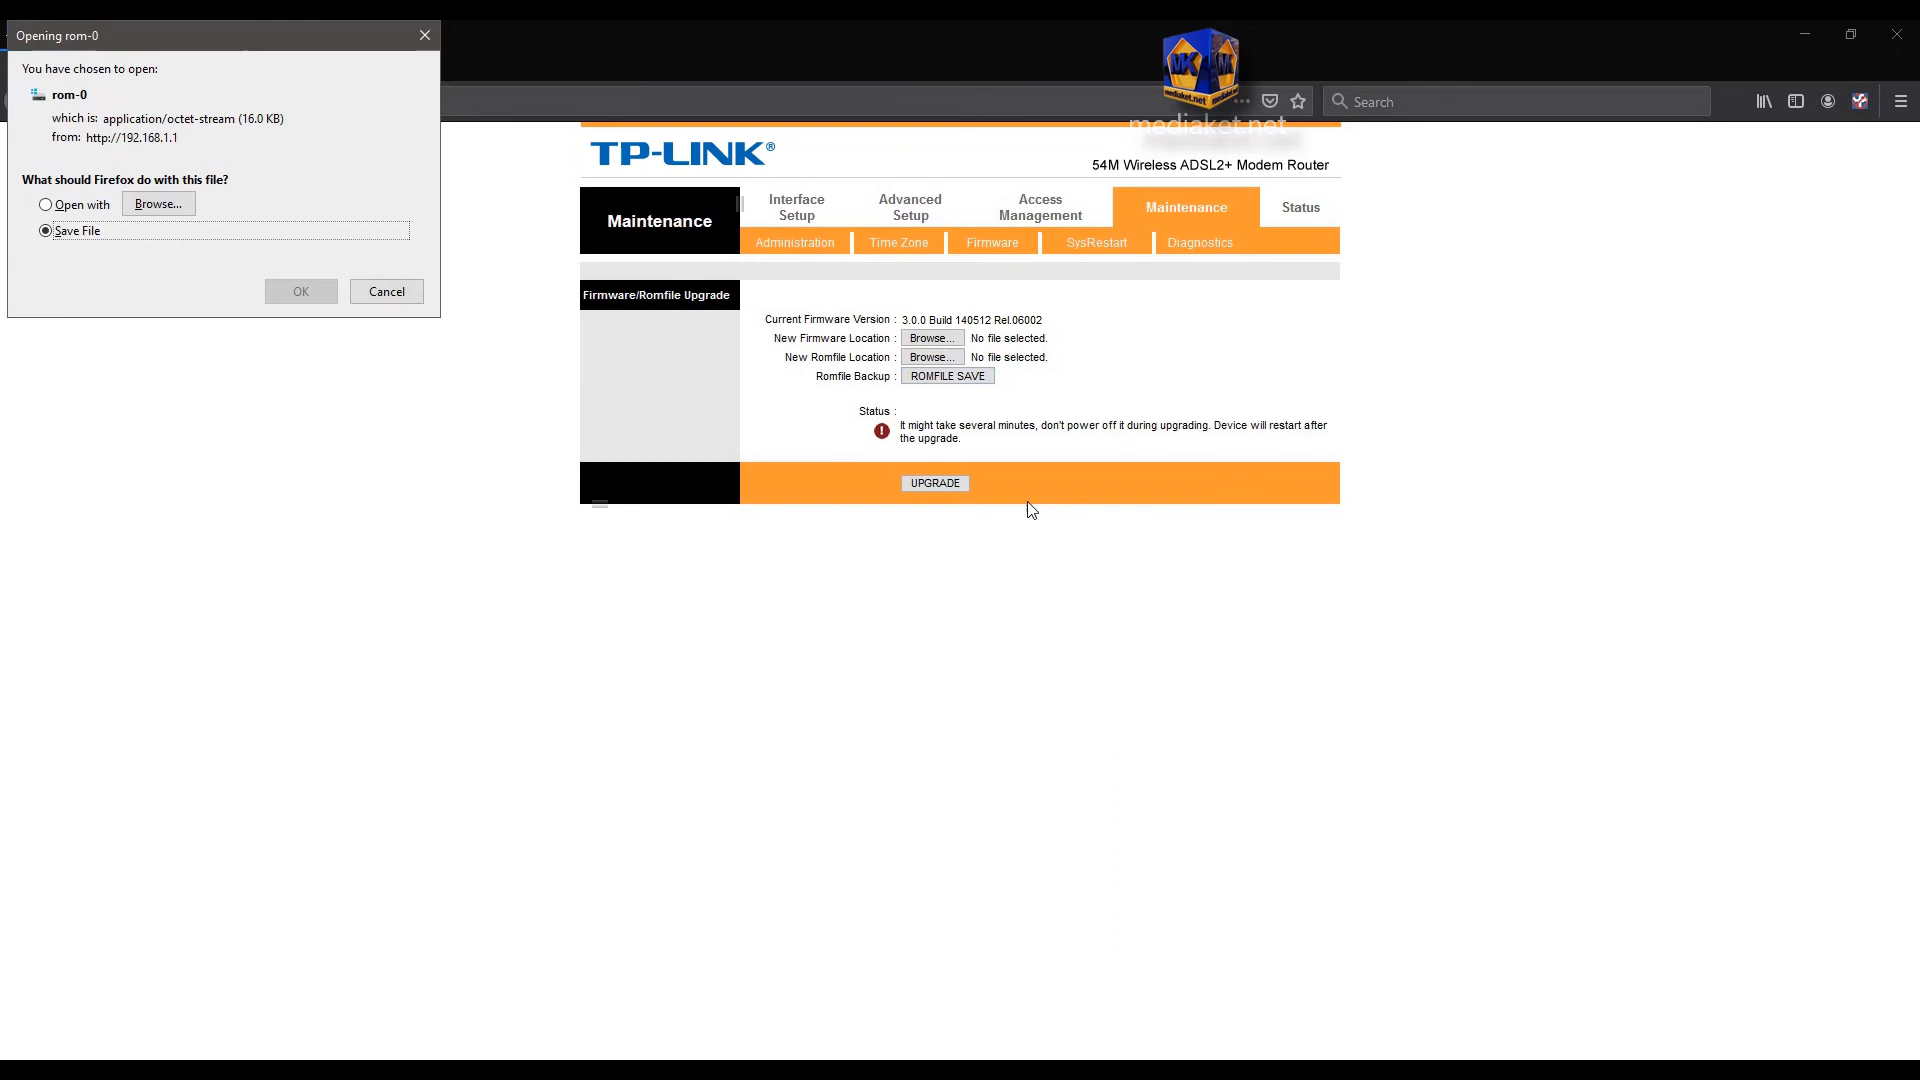 Opening rom-0
You have chosen to open:
rom-0
which is: application/octet-stream (16.0 KB)
from: http://192.168.1.1
What should Firefox do with this file?
Open with
Browse...
Save File
OK
Cancel
MK
mediaket.net
mediaket.net
Search
TP-LINK®
54M Wireless ADSL2+ Modem Router
Maintenance
Interface Setup
Advanced Setup
Access Management
Maintenance
Status
Administration
Time Zone
Firmware
SysRestart
Diagnostics
Firmware/Romfile Upgrade
Current Firmware Version : 3.0.0 Build 140512 Rel.06002
New Firmware Location : Browse... No file selected.
New Romfile Location : Browse... No file selected.
Romfile Backup : ROMFILE SAVE
Status :
It might take several minutes, don't power off it during upgrading. Device will restart after
the upgrade.
UPGRADE